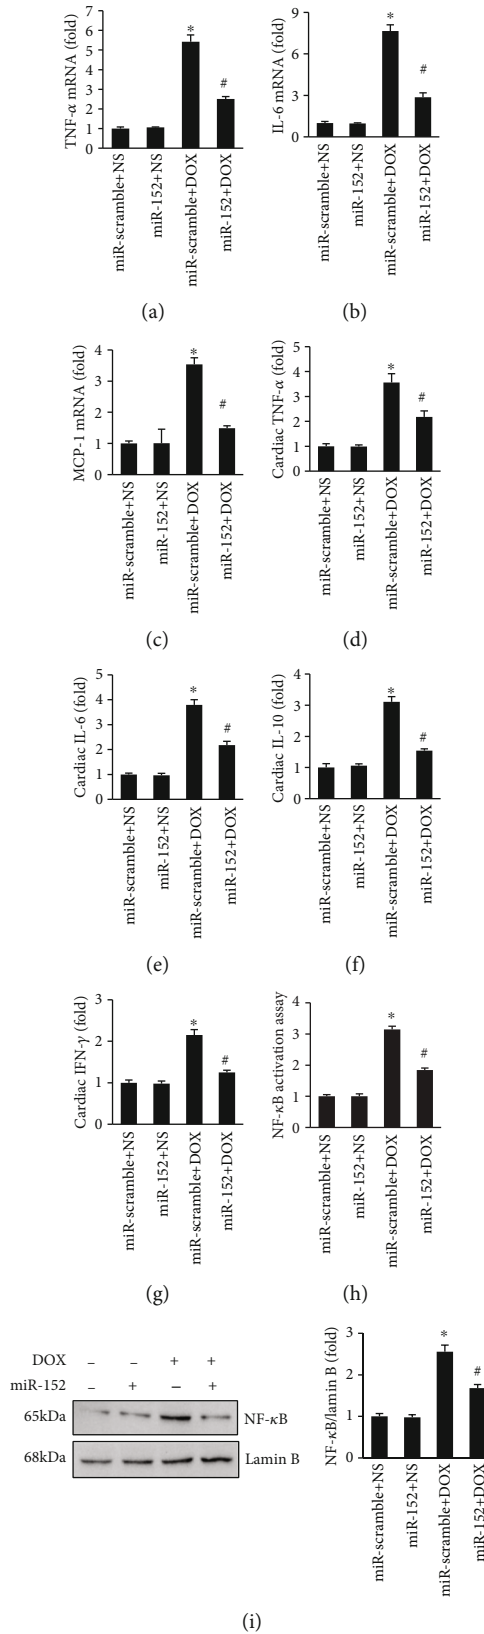 TNF-α mRNA (fold)
7
6
5
4
3
2
1
0
*
#
miR-scramble+NS
miR-152+NS
miR-scramble+DOX
miR-152+DOX
(a)
IL-6 mRNA (fold)
9
6
3
0
*
#
miR-scramble+NS
miR-152+NS
miR-scramble+DOX
miR-152+DOX
(b)
MCP-1 mRNA (fold)
4
3
2
1
0
*
#
miR-scramble+NS
miR-152+NS
miR-scramble+DOX
miR-152+DOX
(c)
Cardiac TNF-α (fold)
5
4
3
2
1
0
*
#
miR-scramble+NS
miR-152+NS
miR-scramble+DOX
miR-152+DOX
(d)
Cardiac IL-6 (fold)
5
4
3
2
1
0
*
#
miR-scramble+NS
miR-152+NS
miR-scramble+DOX
miR-152+DOX
(e)
Cardiac IL-10 (fold)
4
3
2
1
0
*
#
miR-scramble+NS
miR-152+NS
miR-scramble+DOX
miR-152+DOX
(f)
Cardiac IFN-γ (fold)
3
2
1
0
*
#
miR-scramble+NS
miR-152+NS
miR-scramble+DOX
miR-152+DOX
(g)
NF-κB activation assay
4
3
2
1
0
*
#
miR-scramble+NS
miR-152+NS
miR-scramble+DOX
miR-152+DOX
(h)
DOX – – + +
miR-152 – + – +
65kDa NF-κB
68kDa Lamin B
NF-κB/lamin B (fold)
3
2
1
0
*
#
miR-scramble+NS
miR-152+NS
miR-scramble+DOX
miR-152+DOX
(i)